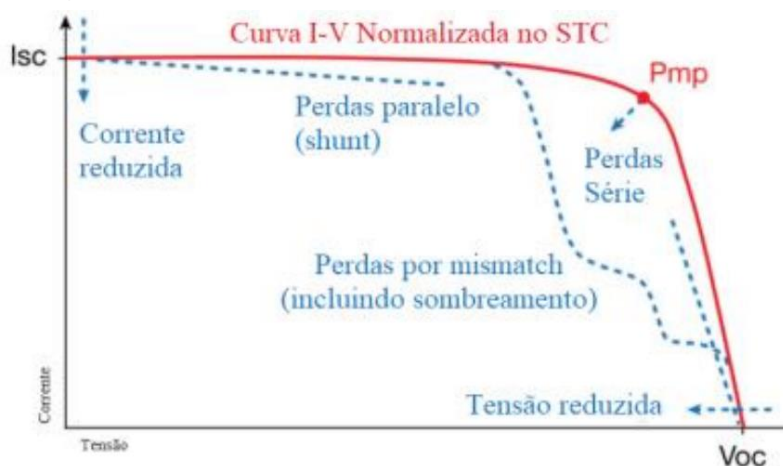 Curva I-V Normalizada no STC
Isc
Pmp
Perdas paralelo
(shunt)
Corrente
reduzida
Perdas
Série
Perdas por mismatch
(incluindo sombreamento)
Tensão reduzida
Corrente
Tensão
Voc